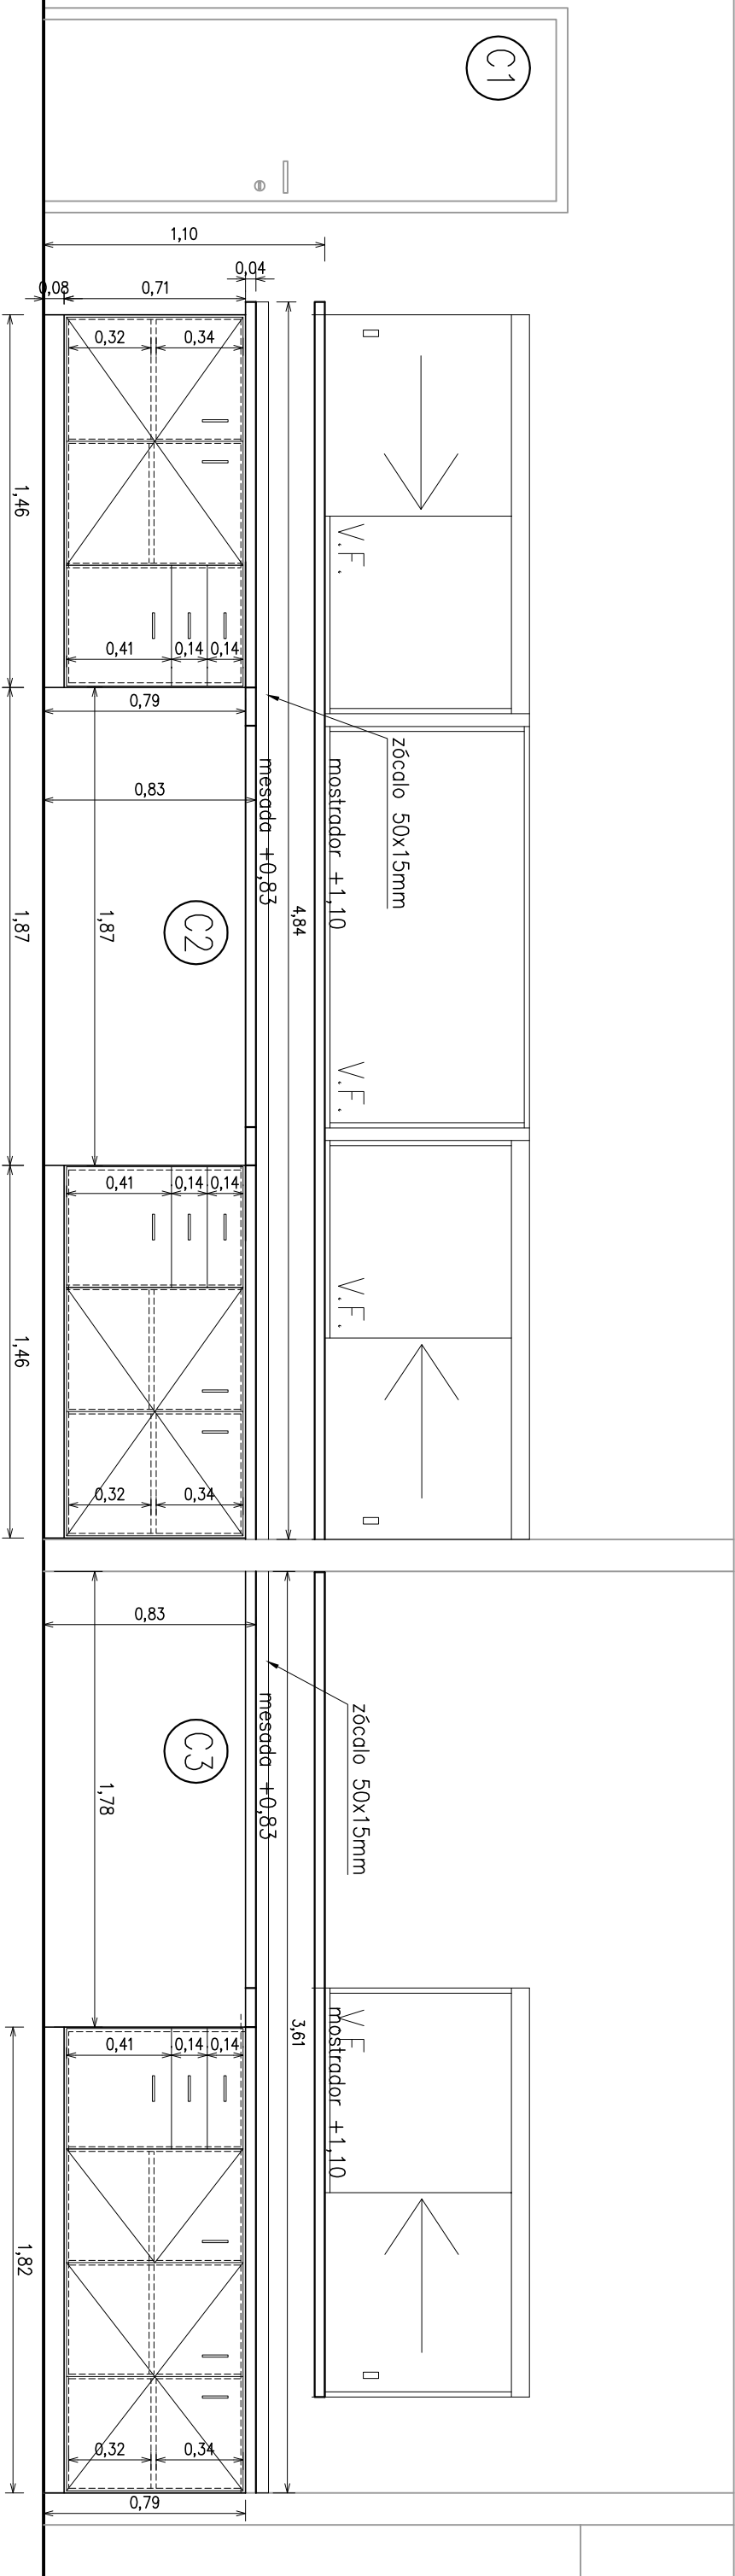 C1
1,10
0,04
0,08
0,71
0,32
0,34
1,46
V.F.
0,41
0,14
0,14
0,79
zócalo 50x15mm
mesada +0,83
mostrador +1,10
0,83
4,84
C2
1,87
1,87
V.F.
0,41
0,14
0,14
V.F.
1,46
0,32
0,34
0,83
zócalo 50x15mm
mesada +0,83
C3
1,78
V.F.
mostrador +1,10
3,61
0,41
0,14
0,14
1,82
0,32
0,34
0,79